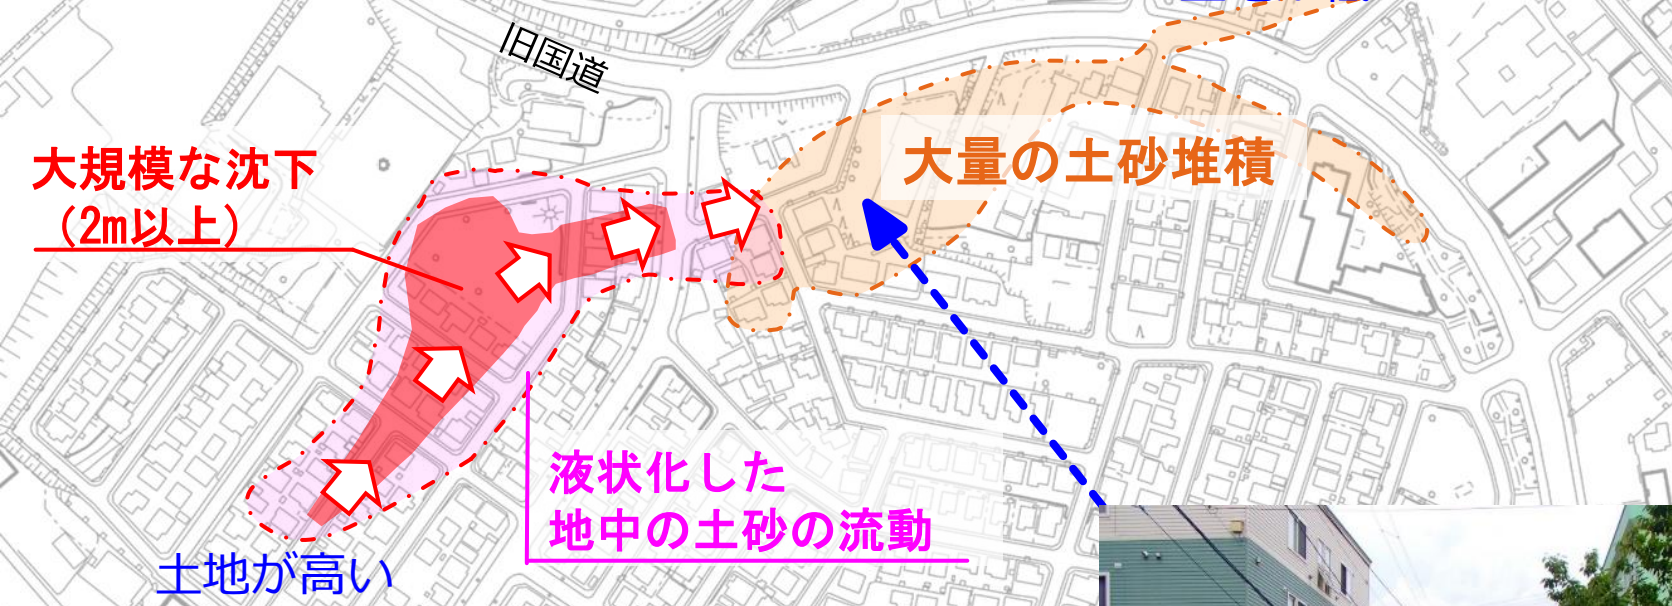 旧国道
大規模な沈下
（2m以上）
大量の土砂堆積
液状化した
地中の土砂の流動
土地が高い